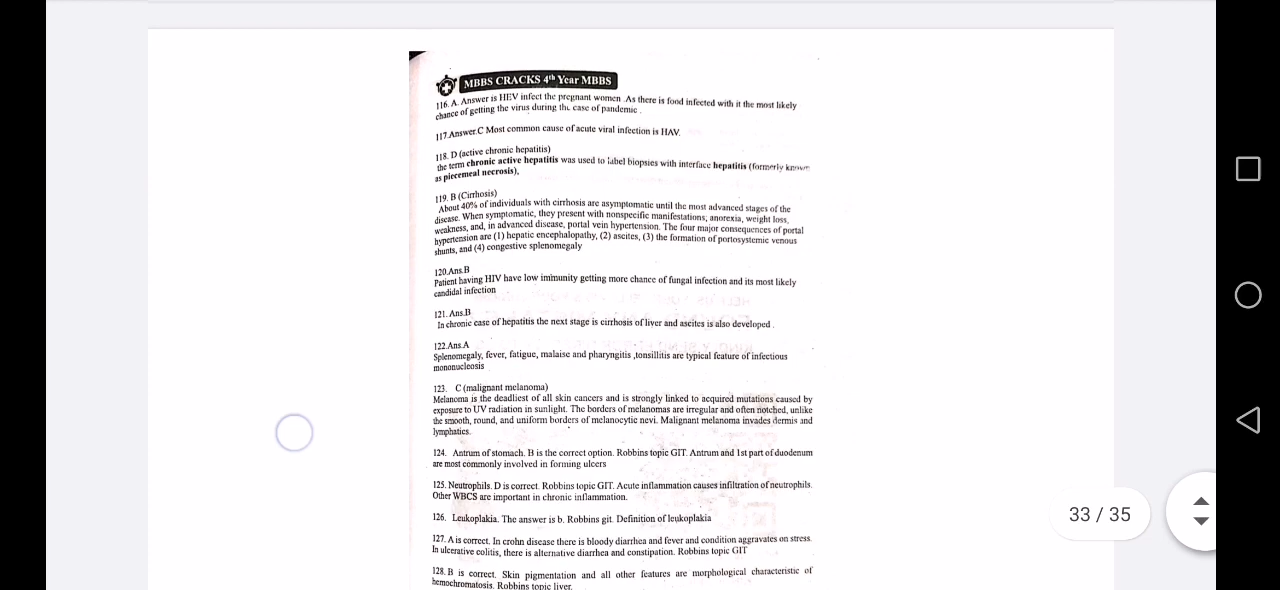 MBBS CRACKS 4th Year MBBS
116. A. Answer is HEV infect the pregnant women .As there is food infected with it the most likely
chance of getting the virus during the case of pandemic .
117.Answer.C Most common cause of acute viral infection is HAV.
118. D (active chronic hepatitis)
the term chronic active hepatitis was used to label biopsies with interface hepatitis (formerly known
as piecemeal necrosis),
119. B (Cirrhosis)
About 40% of individuals with cirrhosis are asymptomatic until the most advanced stages of the
disease. When symptomatic, they present with nonspecific manifestations; anorexia, weight loss,
weakness, and, in advanced disease, portal vein hypertension. The four major consequences of portal
hypertension are (1) hepatic encephalopathy, (2) ascites, (3) the formation of portosystemic venous
shunts, and (4) congestive splenomegaly
120.Ans.B
Patient having HIV have low immunity getting more chance of fungal infection and its most likely
candidal infection
121. Ans.B
In chronic case of hepatitis the next stage is cirrhosis of liver and ascites is also developed .
122.Ans.A
Splenomegaly, fever, fatigue, malaise and pharyngitis ,tonsillitis are typical feature of infectious
mononucleosis
123. C (malignant melanoma)
Melanoma is the deadliest of all skin cancers and is strongly linked to acquired mutations caused by
exposure to UV radiation in sunlight. The borders of melanomas are irregular and often notched, unlike
the smooth, round, and uniform borders of melanocytic nevi. Malignant melanoma invades dermis and
lymphatics.
124. Antrum of stomach. B is the correct option. Robbins topic GIT. Antrum and 1st part of duodenum
are most commonly involved in forming ulcers
125. Neutrophils. D is correct. Robbins topic GIT. Acute inflammation causes infiltration of neutrophils.
Other WBCS are important in chronic inflammation.
126. Leukoplakia. The answer is b. Robbins git. Definition of leukoplakia
127. A is correct. In crohn disease there is bloody diarrhea and fever and condition aggravates on stress.
In ulcerative colitis, there is alternative diarrhea and constipation. Robbins topic GIT
128. B is correct. Skin pigmentation and all other features are morphological characteristic of
hemochromatosis. Robbins topic liver.
33 / 35